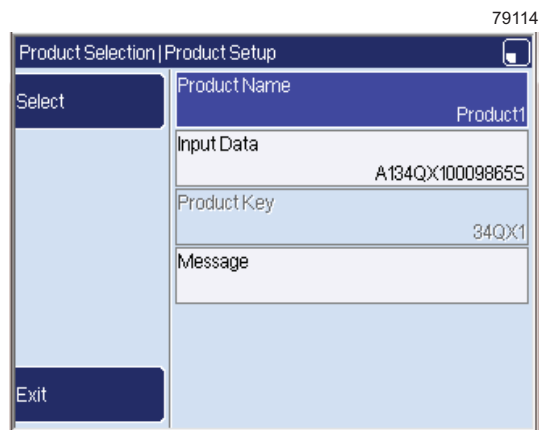 79114
Product Selection | Product Setup
Select
Product Name
Product1
Input Data
A134QX10009865S
Product Key
34QX1
Message
Exit